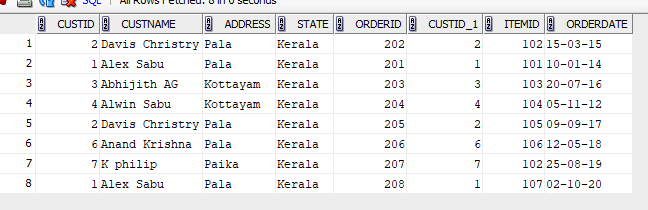 SQL | All Rows Fetched: 8 in 0 seconds
CUSTID CUSTNAME ADDRESS STATE ORDERID CUSTID_1 ITEMID ORDERDATE
1 2 Davis Christry Pala Kerala 202 2 102 15-03-15
2 1 Alex Sabu Pala Kerala 201 1 101 10-01-14
3 3 Abhijith AG Kottayam Kerala 203 3 103 20-07-16
4 4 Alwin Sabu Kottayam Kerala 204 4 104 05-11-12
5 2 Davis Christry Pala Kerala 205 2 105 09-09-17
6 6 Anand Krishna Pala Kerala 206 6 106 12-05-18
7 7 K philip Paika Kerala 207 7 102 25-08-19
8 1 Alex Sabu Pala Kerala 208 1 107 02-10-20